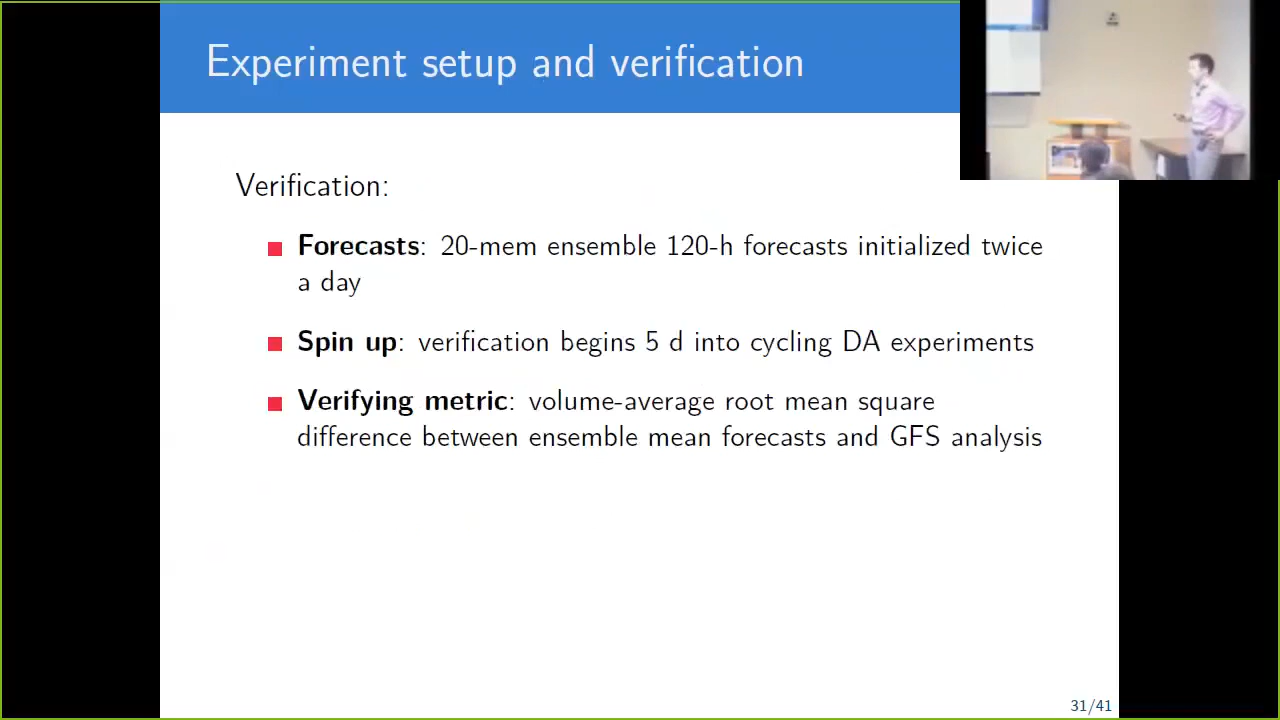 Experiment setup and verification
Verification:
Forecasts: 20-mem ensemble 120-h forecasts initialized twice
a day
Spin up: verification begins 5 d into cycling DA experiments
Verifying metric: volume-average root mean square
difference between ensemble mean forecasts and GFS analysis
31/41